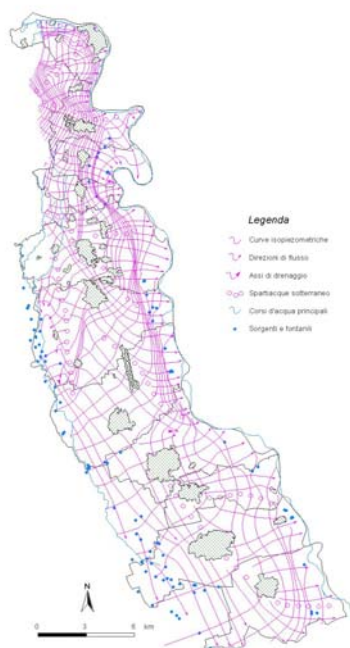 Legenda
Curve isopiezometriche
Direzioni di flusso
Assi di drenaggio
Spartiacque sotterraneo
Corsi d'acqua principali
Sorgenti e fontanili
N
0 3 6 km